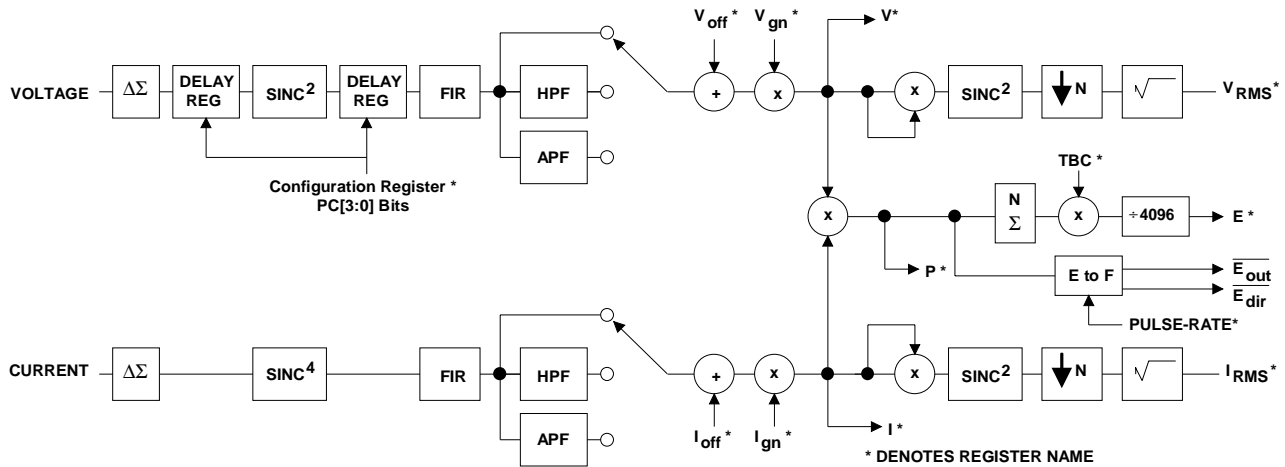 V_off * V_gn * V*
VOLTAGE ΔΣ DELAY REG SINC² DELAY REG FIR HPF + x x SINC² N √ V_RMS*
APF
Configuration Register *
PC[3:0] Bits
TBC *
x N Σ x ÷4096 E *
P *
E to F E_out
E_dir
PULSE-RATE*
CURRENT ΔΣ SINC⁴ FIR HPF + x x SINC² N √ I_RMS*
APF
I_off * I_gn * I*
* DENOTES REGISTER NAME